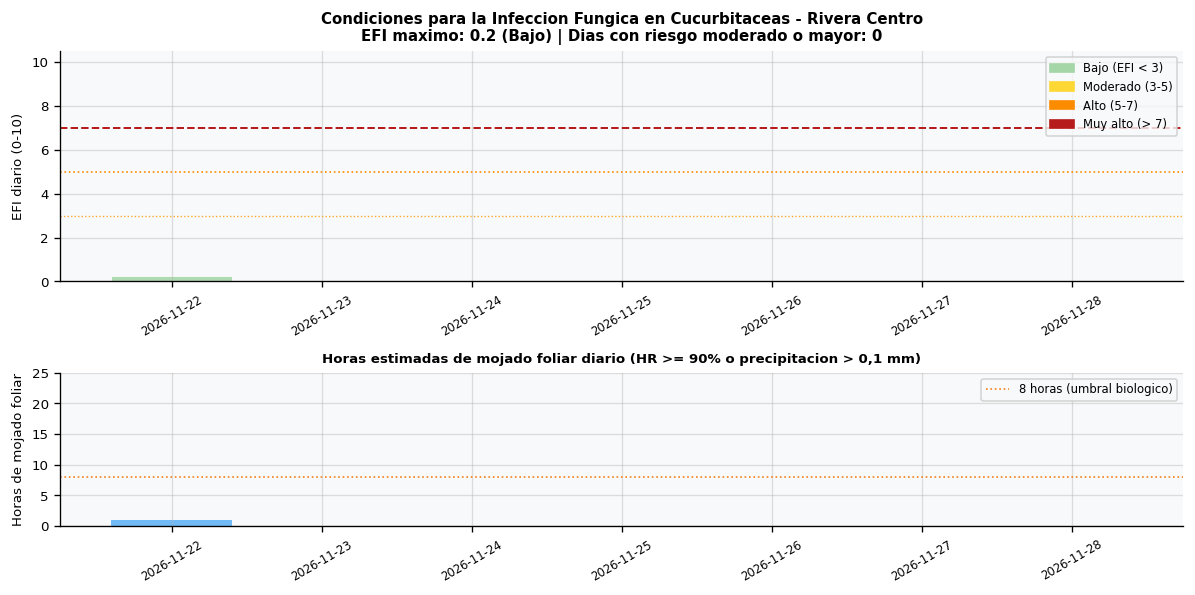 Condiciones para la Infeccion Fungica en Cucurbitaceas - Rivera Centro
EFI maximo: 0.2 (Bajo) | Dias con riesgo moderado o mayor: 0
EFI diario (0-10)
10
8
6
4
2
0
Bajo (EFI < 3)
Moderado (3-5)
Alto (5-7)
Muy alto (> 7)
2026-11-22
2026-11-23
2026-11-24
2026-11-25
2026-11-26
2026-11-27
2026-11-28
Horas estimadas de mojado foliar diario (HR >= 90% o precipitacion > 0,1 mm)
Horas de mojado foliar
25
20
15
10
5
0
8 horas (umbral biologico)
2026-11-22
2026-11-23
2026-11-24
2026-11-25
2026-11-26
2026-11-27
2026-11-28